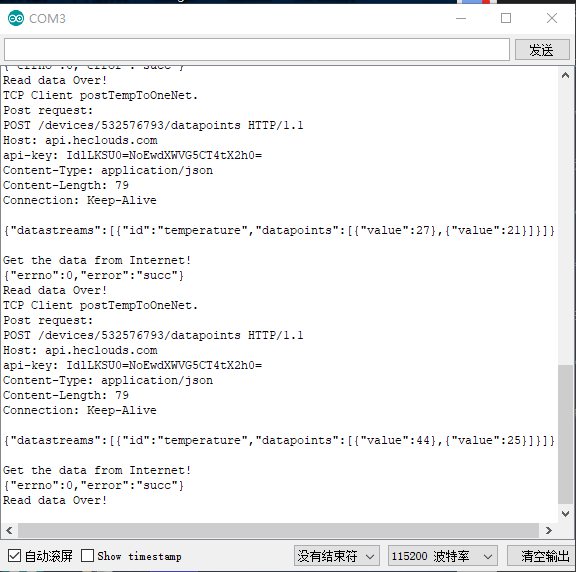 COM3
发送
{"errno":0,"error":"succ"}
Read data Over!
TCP Client postTempToOneNet.
Post request:
POST /devices/532576793/datapoints HTTP/1.1
Host: api.heclouds.com
api-key: IdlLKSU0=NoEwdXWVG5CT4tX2h0=
Content-Type: application/json
Content-Length: 79
Connection: Keep-Alive
{"datastreams":[{"id":"temperature","datapoints":[{"value":27},{"value":21}]}]}
Get the data from Internet!
{"errno":0,"error":"succ"}
Read data Over!
TCP Client postTempToOneNet.
Post request:
POST /devices/532576793/datapoints HTTP/1.1
Host: api.heclouds.com
api-key: IdlLKSU0=NoEwdXWVG5CT4tX2h0=
Content-Type: application/json
Content-Length: 79
Connection: Keep-Alive
{"datastreams":[{"id":"temperature","datapoints":[{"value":44},{"value":25}]}]}
Get the data from Internet!
{"errno":0,"error":"succ"}
Read data Over!
自动滚屏 Show timestamp 没有结束符 115200 波特率 清空输出